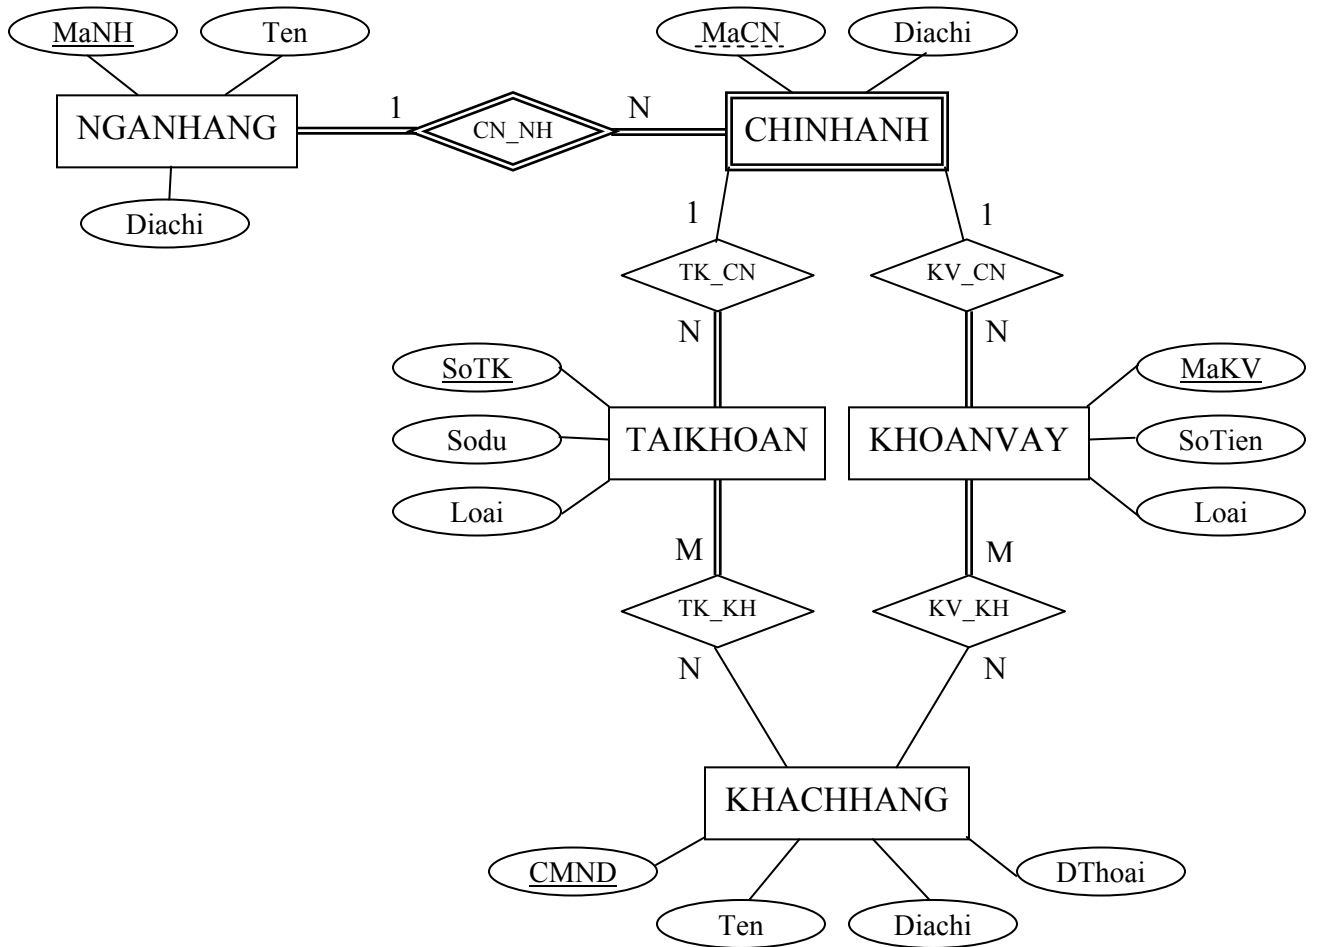 MaNH
Ten
MaCN
Diachi
NGANHANG
1
CN_NH
N
CHINHANH
Diachi
1
1
TK_CN
KV_CN
N
N
SoTK
MaKV
Sodu
TAIKHOAN
KHOANVAY
SoTien
Loai
Loai
M
M
TK_KH
KV_KH
N
N
KHACHHANG
CMND
DThoai
Ten
Diachi